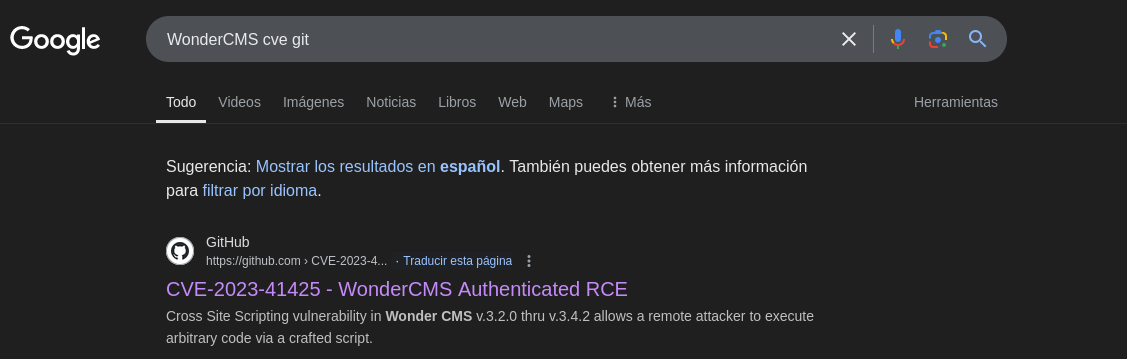 Google
WonderCMS cve git
Todo Videos Imágenes Noticias Libros Web Maps Más Herramientas
Sugerencia: Mostrar los resultados en español. También puedes obtener más información
para filtrar por idioma.
GitHub
https://github.com › CVE-2023-4... · Traducir esta página
CVE-2023-41425 - WonderCMS Authenticated RCE
Cross Site Scripting vulnerability in Wonder CMS v.3.2.0 thru v.3.4.2 allows a remote attacker to execute
arbitrary code via a crafted script.